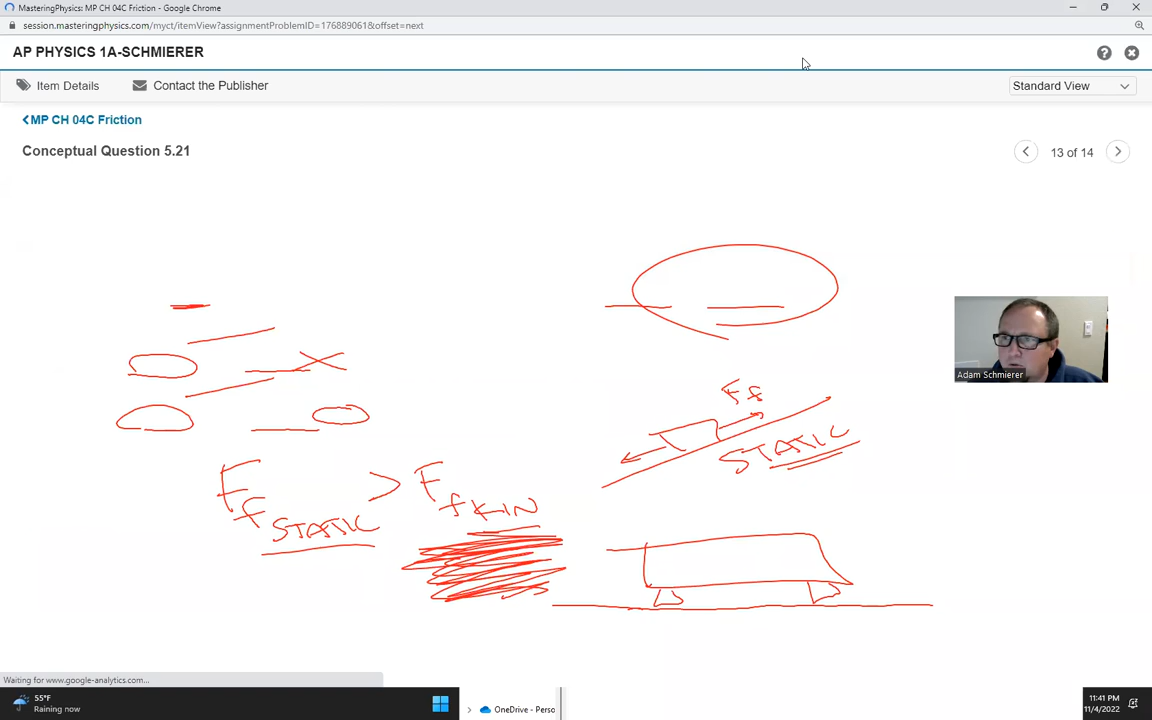 MasteringPhysics: MP CH 04C Friction - Google Chrome
session.masteringphysics.com/myct/itemView?assignmentProblemID=176889061&offset=next
AP PHYSICS 1A-SCHMIERER
Item Details
Contact the Publisher
Standard View
MP CH 04C Friction
Conceptual Question 5.21
13 of 14
Adam Schmierer
Ff
STATIC
Ff STATIC > Ff KIN
Waiting for www.google-analytics.com...
55°F
Raining now
OneDrive - Perso
11:41 PM
11/4/2022